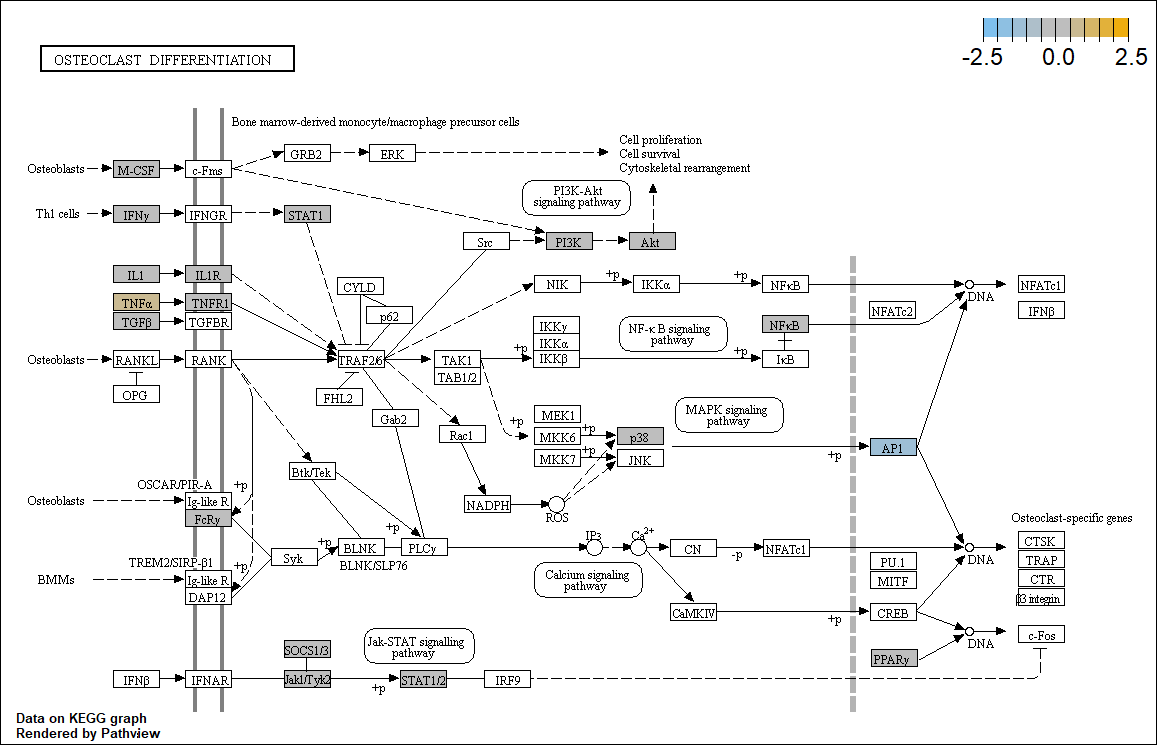 -2.5 0.0 2.5
OSTEOCLAST DIFFERENTIATION
Bone marrow-derived monocyte/macrophage precursor cells
GRB2 ERK
Cell proliferation
Cell survival
Cytoskeletal rearrangement
Osteoblasts M-CSF c-Fms
PI3K-Akt
signaling pathway
Th1 cells IFNγ IFNGR STAT1
Src PI3K Akt
IL1 IL1R
CYLD NIK +p IKKα +p NFκB DNA NFATc1
TNFα TNFR1
p62 NFATc2 IFNβ
TGFβ TGFBR
IKKγ
IKKα
IKKβ
NF-κ B signaling
pathway
NFκB
Osteoblasts RANKL RANK TRAF2/6 TAK1 +p +p IκB
TAB1/2
OPG FHL2
Gab2 Rac1
MEK1
+p MKK6 +p p38
MKK7 +p JNK
MAPK signaling
pathway
+p AP1
Btk/Tek
OSCAR/PIR-A +p
Osteoblasts Ig-like R
FcRγ
NADPH ROS
Osteoclast-specific genes
Syk +p BLNK +p PLCγ IP3 Ca2+ CN -p NFATc1 DNA
BLNK/SLP76
CTSK
TRAP
CTR
β3 integrin
PU.1
MITF
TREM2/SIRP-β1 +p
BMMs Ig-like R
DAP12
Calcium signaling
pathway
CaMKIV +p CREB
DNA c-Fos
Jak-STAT signalling
pathway
SOCS1/3
PPARγ
IFNβ IFNAR Jak1/Tyk2 +p STAT1/2 IRF9
Data on KEGG graph
Rendered by Pathview